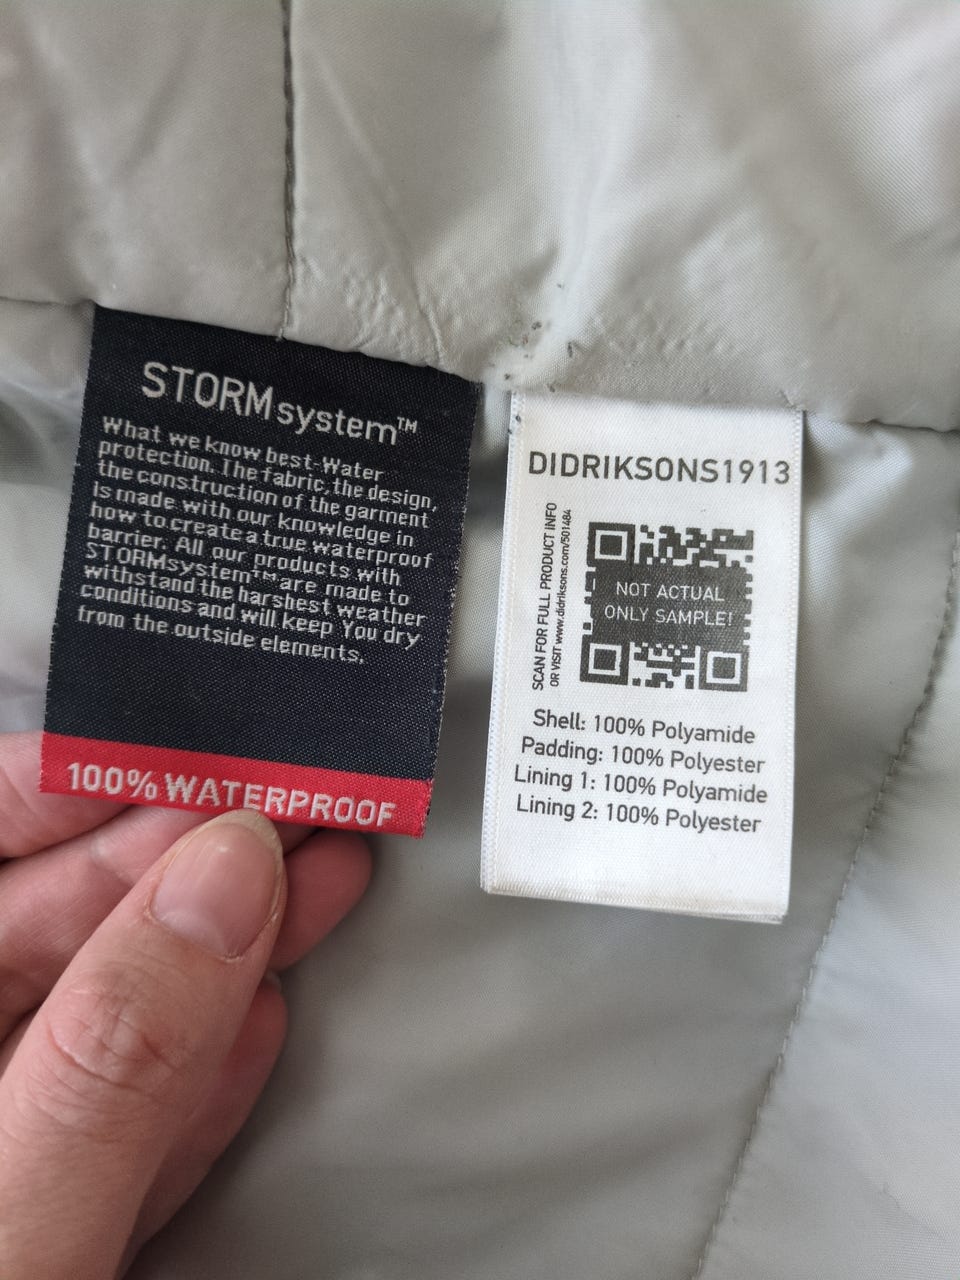 STORMsystem™
What we know best-Water
protection. The fabric, the design,
the construction of the garment
is made with our knowledge in
how to create a true waterproof
barrier. All our products with
STORMsystem™ are made to
withstand the harshest weather
conditions and will keep You dry
from the outside elements.
100% WATERPROOF
DIDRIKSONS1913
SCAN FOR FULL PRODUCT INFO
OR VISIT www.didriksons.com/501484
NOT ACTUAL
ONLY SAMPLE!
Shell: 100% Polyamide
Padding: 100% Polyester
Lining 1: 100% Polyamide
Lining 2: 100% Polyester